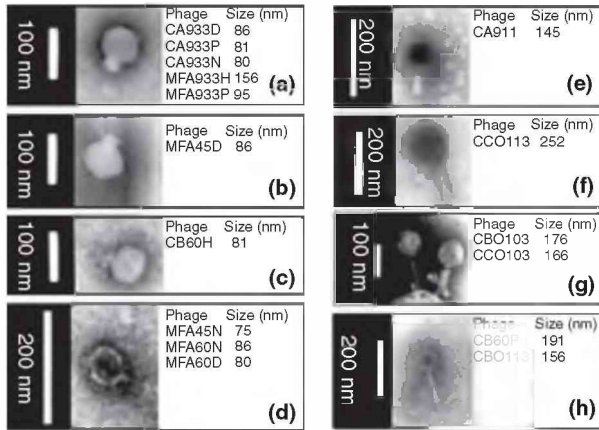 100 nm
Phage Size (nm)
CA933D 86
CA933P 81
CA933N 80
MFA933H 156
MFA933P 95
(a)
100 nm
Phage Size (nm)
MFA45D 86
(b)
100 nm
Phage Size (nm)
CB60H 81
(c)
200 nm
Phage Size (nm)
MFA45N 75
MFA60N 86
MFA60D 80
(d)
200 nm
Phage Size (nm)
CA911 145
(e)
200 nm
Phage Size (nm)
CCO113 252
(f)
100 nm
Phage Size (nm)
CBO103 176
CCO103 166
(g)
200 nm
Phage Size (nm)
CB60P 191
CBO113 156
(h)